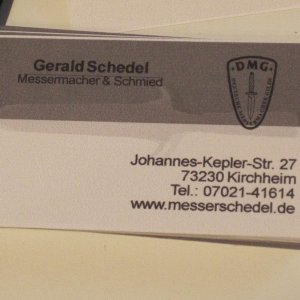 Gerald Schedel
Messermacher & Schmied
DMG
Johannes-Kepler-Str. 27
73230 Kirchheim
Tel.: 07021-41614
www.messerschedel.de